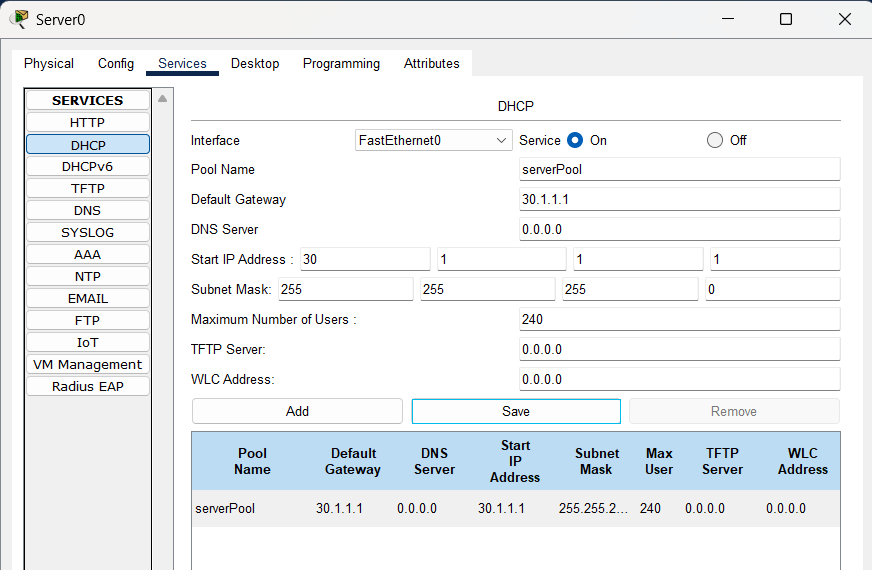 Server0
Physical Config Services Desktop Programming Attributes
SERVICES
HTTP
DHCP
DHCPv6
TFTP
DNS
SYSLOG
AAA
NTP
EMAIL
FTP
IoT
VM Management
Radius EAP
DHCP
Interface FastEthernet0 Service On Off
Pool Name serverPool
Default Gateway 30.1.1.1
DNS Server 0.0.0.0
Start IP Address : 30 1 1 1
Subnet Mask: 255 255 255 0
Maximum Number of Users : 240
TFTP Server: 0.0.0.0
WLC Address: 0.0.0.0
Add Save Remove
Pool Name Default Gateway DNS Server Start IP Address Subnet Mask Max User TFTP Server WLC Address
serverPool 30.1.1.1 0.0.0.0 30.1.1.1 255.255.2... 240 0.0.0.0 0.0.0.0